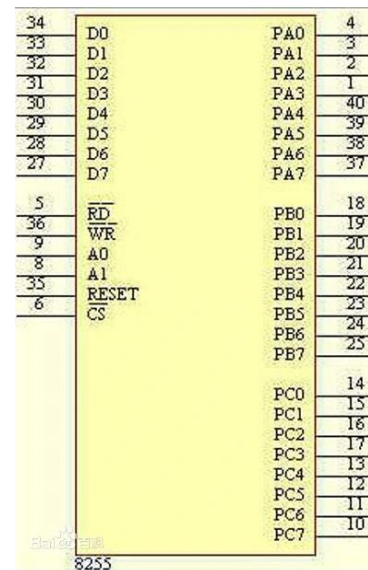 34 D0 PA0 4
33 D1 PA1 3
32 D2 PA2 2
31 D3 PA3 1
30 D4 PA4 40
29 D5 PA5 39
28 D6 PA6 38
27 D7 PA7 37
5 RD PB0 18
36 WR PB1 19
9 A0 PB2 20
8 A1 PB3 21
35 RESET PB4 22
6 CS PB5 23
PB6 24
PB7 25
PC0 14
PC1 15
PC2 16
PC3 17
PC4 13
PC5 12
PC6 11
PC7 10
Bai 百科
8255